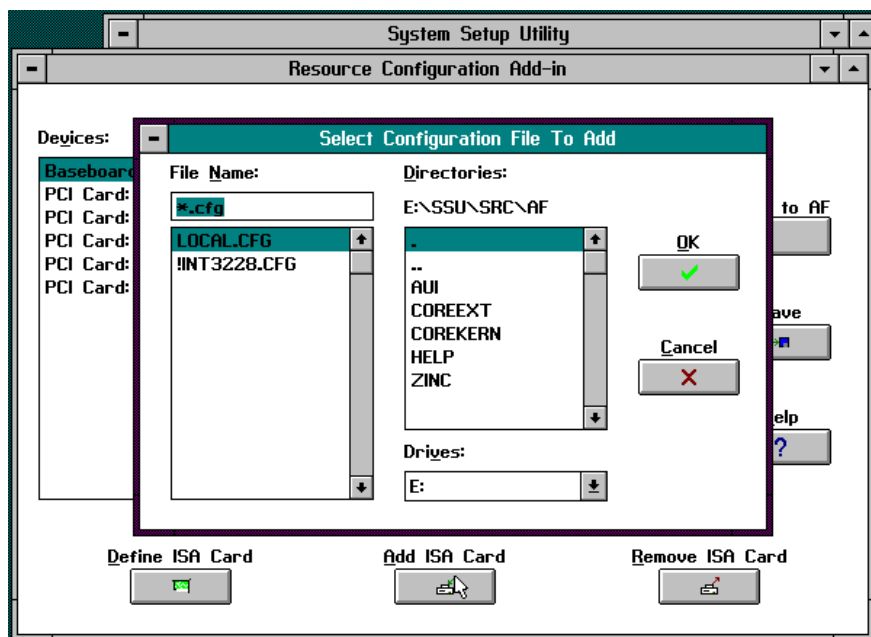 System Setup Utility
Resource Configuration Add-in
Devices:
Baseboard
PCI Card:
PCI Card:
PCI Card:
PCI Card:
PCI Card:
Select Configuration File To Add
File Name:
*.cfg
LOCAL.CFG
!INT3228.CFG
Directories:
E:\SSU\SRC\AF
.
..
AUI
COREEXT
COREKERN
HELP
ZINC
Drives:
E:
OK
Cancel
to AF
ave
elp
?
Define ISA Card
Add ISA Card
Remove ISA Card